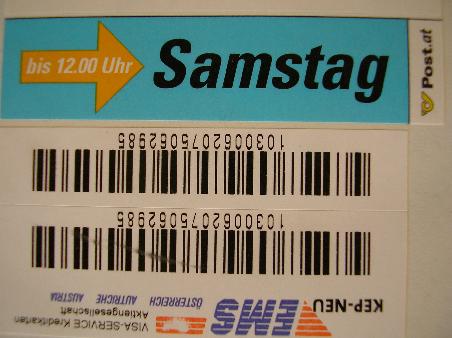 bis 12.00 Uhr
Samstag
Post.at
VISA-SERVICE Kreditkarten
Aktiengesellschaft
KEP-NEU
EMS
ÖSTERREICH AUTRICHE AUSTRIA
1030062075062985
1030062075062985